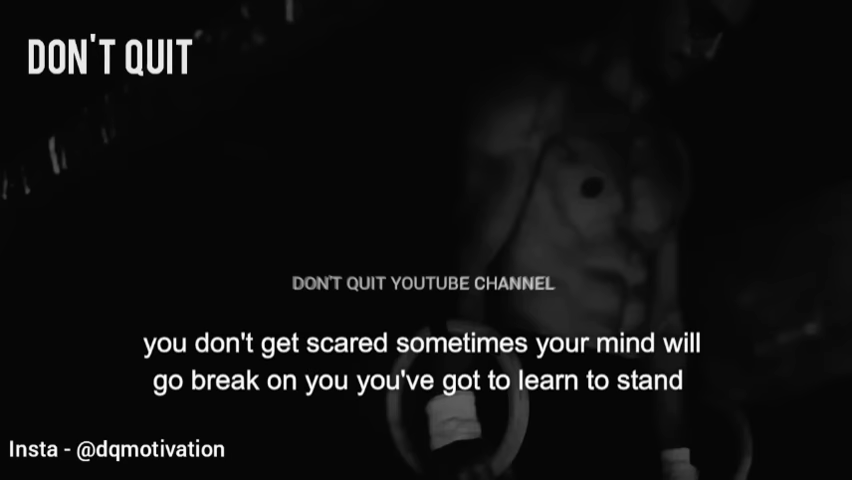 DON'T QUIT
DON'T QUIT YOUTUBE CHANNEL
you don't get scared sometimes your mind will
go break on you you've got to learn to stand
Insta - @dqmotivation